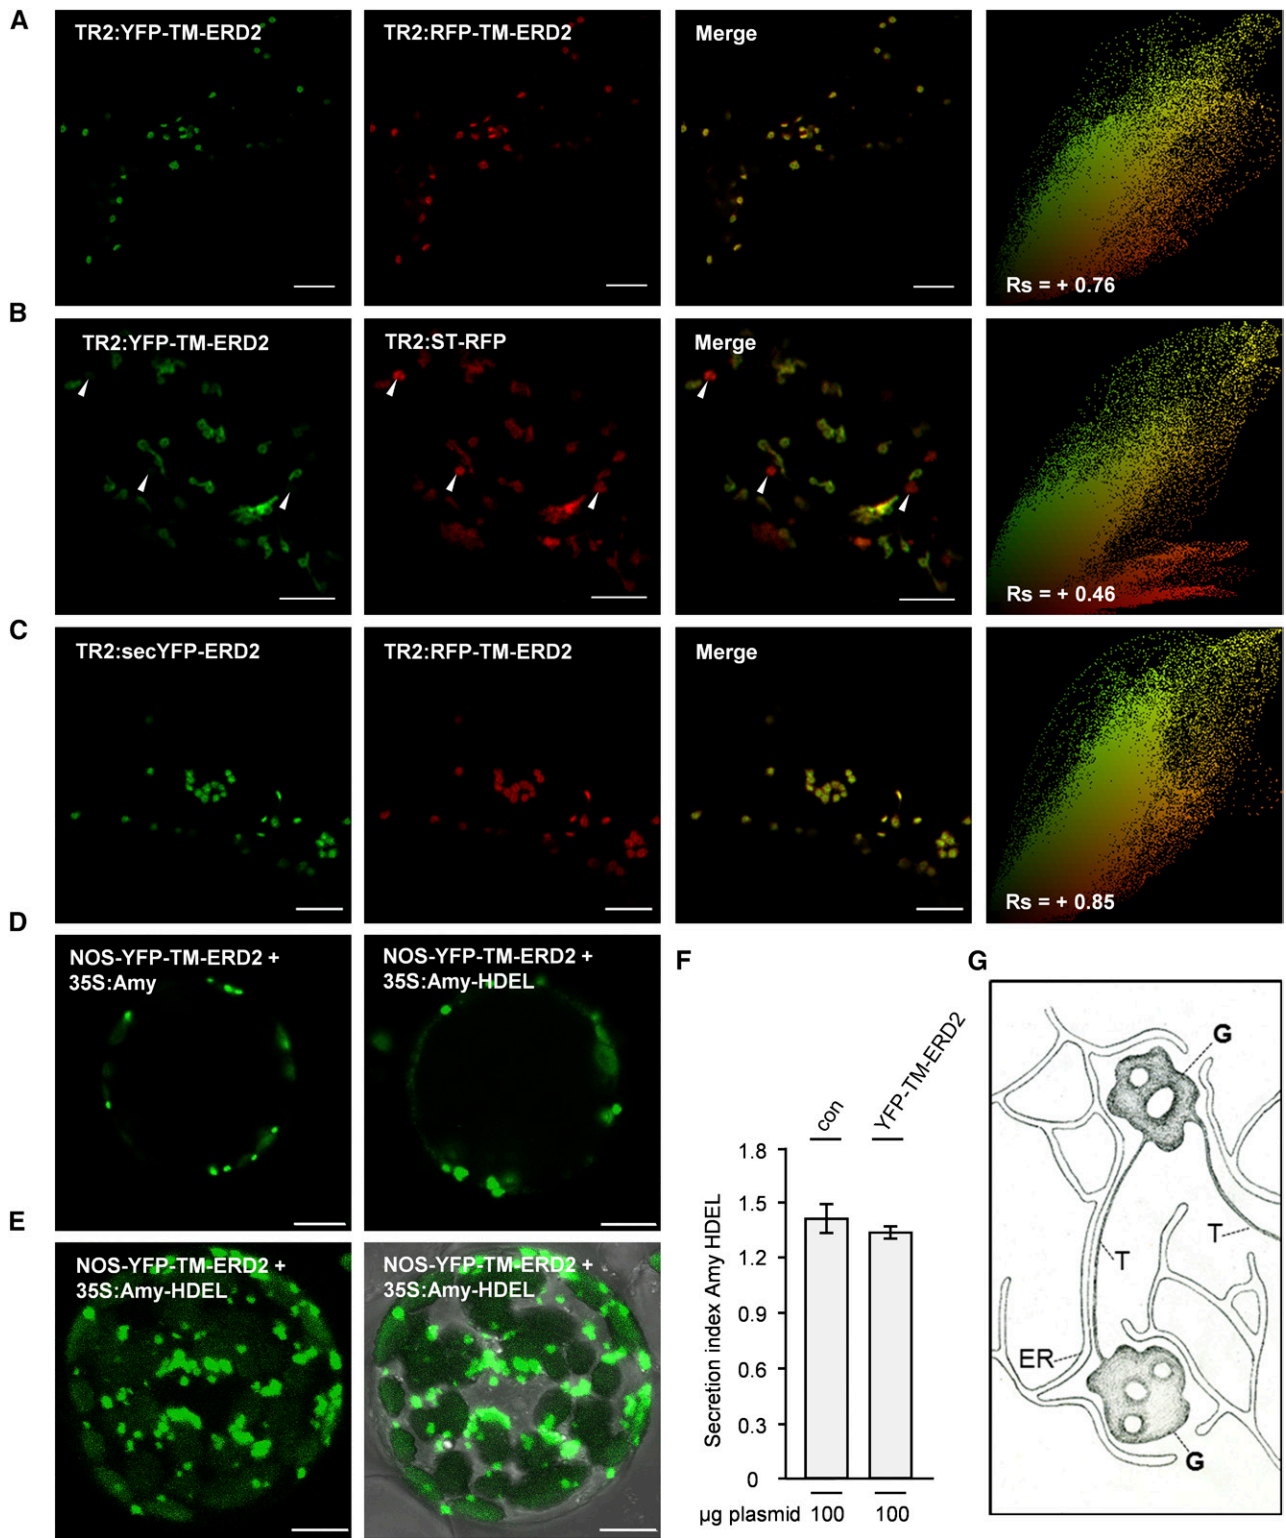 A
TR2:YFP-TM-ERD2
TR2:RFP-TM-ERD2
Merge
Rs = + 0.76
B
TR2:YFP-TM-ERD2
TR2:ST-RFP
Merge
Rs = + 0.46
C
TR2:secYFP-ERD2
TR2:RFP-TM-ERD2
Merge
Rs = + 0.85
D
NOS-YFP-TM-ERD2 +
35S:Amy
NOS-YFP-TM-ERD2 +
35S:Amy-HDEL
E
NOS-YFP-TM-ERD2 +
35S:Amy-HDEL
NOS-YFP-TM-ERD2 +
35S:Amy-HDEL
F
con
YFP-TM-ERD2
Secretion index Amy HDEL
1.8
1.5
1.2
0.9
0.6
0.3
0
µg plasmid 100 100
G
G
T
T
ER
G